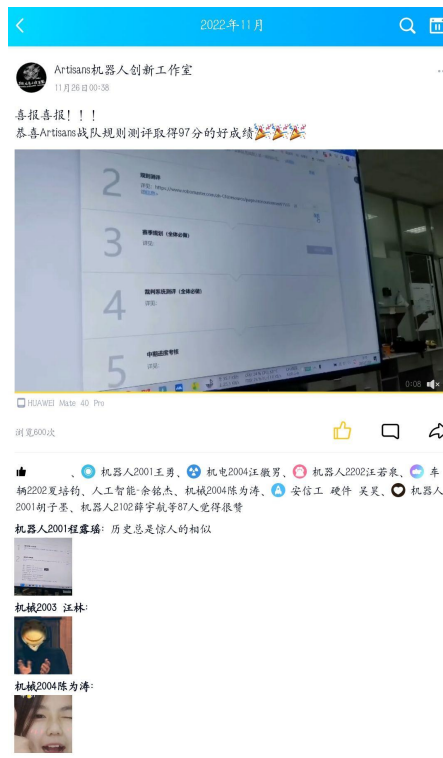 2022年11月
Artisans机器人创新工作室
11月26日00:38
喜报喜报！！！
恭喜Artisans战队规则测评取得97分的好成绩🎉🎉🎉
2
规则测评
3
赛季规划（全体必做）
4
裁判系统测评（全体必做）
5
中期进度考核
0:08
HUAWEI Mate 40 Pro
浏览600次
、机器人2001王勇、机电2004汪徽男、机器人2202汪若泉、车
辆2202夏培钧、人工智能-余铭杰、机械2004陈为涛、安信工 硬件 吴昊、机器人
2001胡子墨、机器人2102薛宇航等87人觉得很赞
机器人2001程露瑶：历史总是惊人的相似
机械2003 汪林：
机械2004陈为涛：